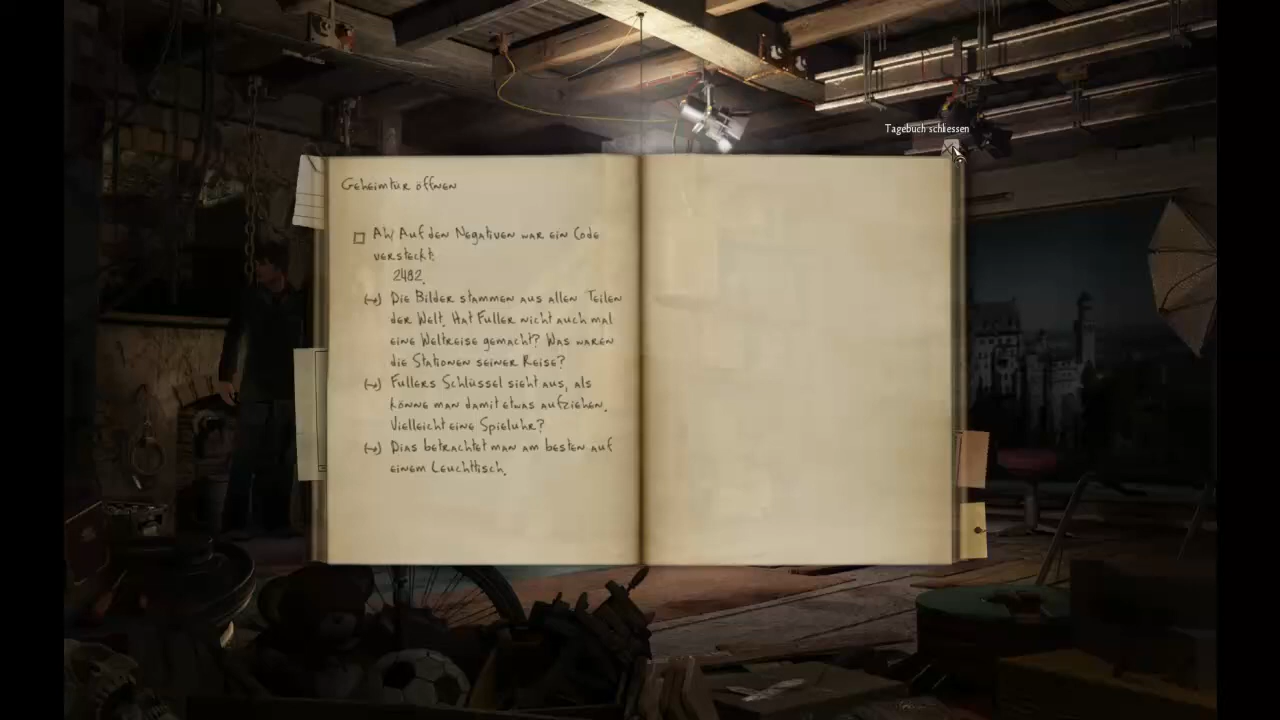 Tagebuch schliessen
Geheimtür öffnen
Ah! Auf den Negativen war ein Code
versteckt:
2482.
(→) Die Bilder stammen aus allen Teilen
der Welt. Hat Fuller nicht auch mal
eine Weltreise gemacht? Was waren
die Stationen seiner Reise?
(→) Fullers Schlüssel sieht aus, als
könne man damit etwas aufziehen.
Vielleicht eine Spieluhr?
(→) Dias betrachtet man am besten auf
einem Leuchttisch.